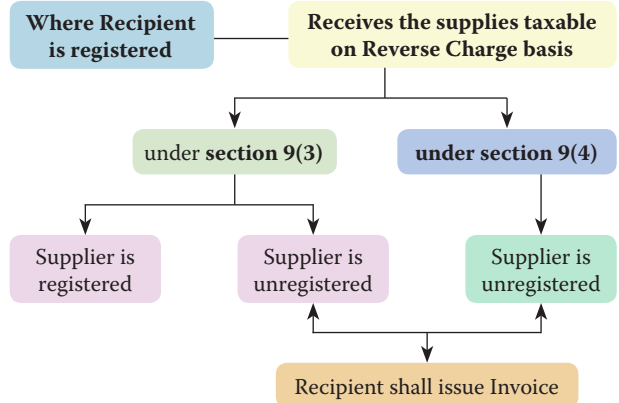 Where Recipient
is registered
Receives the supplies taxable
on Reverse Charge basis
under section 9(3)
under section 9(4)
Supplier is
registered
Supplier is
unregistered
Supplier is
unregistered
Recipient shall issue Invoice